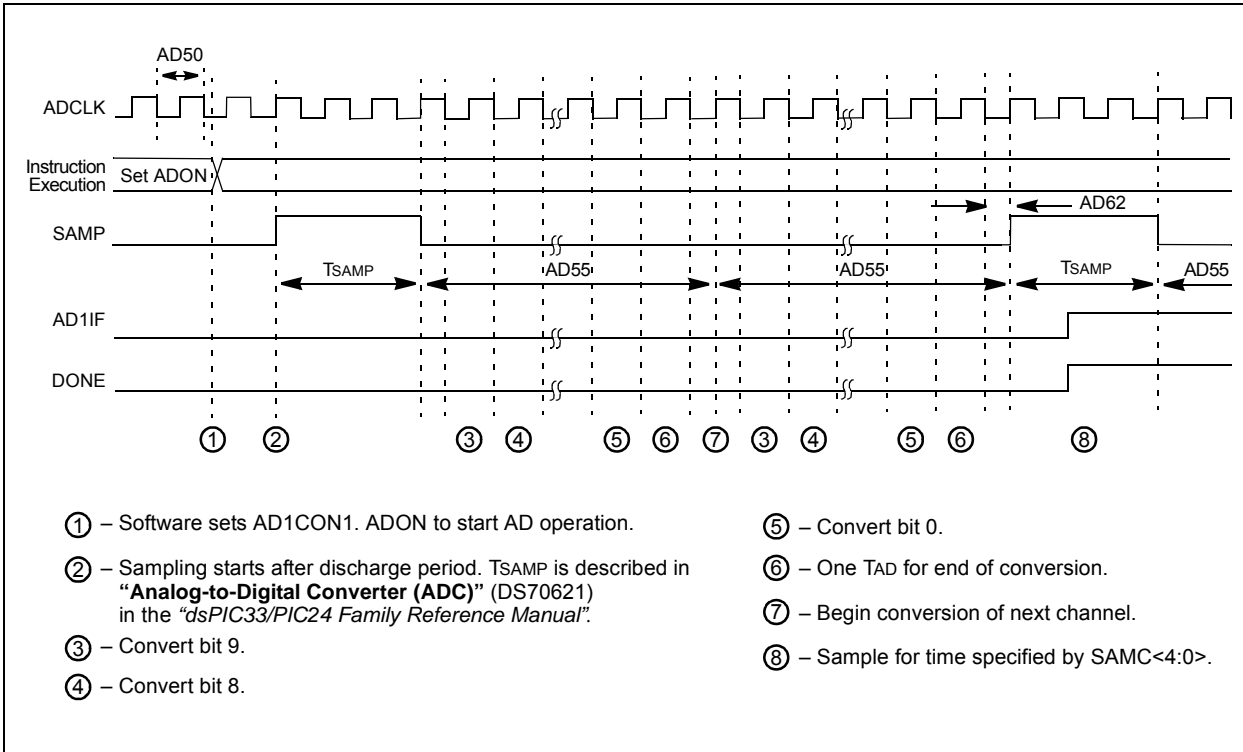 AD50
ADCLK
Instruction
Execution
Set ADON
AD62
SAMP
TSAMP
AD55
AD55
TSAMP
AD55
AD1IF
DONE
1
2
3
4
5
6
7
3
4
5
6
8
1 – Software sets AD1CON1. ADON to start AD operation.
2 – Sampling starts after discharge period. TSAMP is described in
“Analog-to-Digital Converter (ADC)” (DS70621)
in the “dsPIC33/PIC24 Family Reference Manual”.
3 – Convert bit 9.
4 – Convert bit 8.
5 – Convert bit 0.
6 – One TAD for end of conversion.
7 – Begin conversion of next channel.
8 – Sample for time specified by SAMC<4:0>.